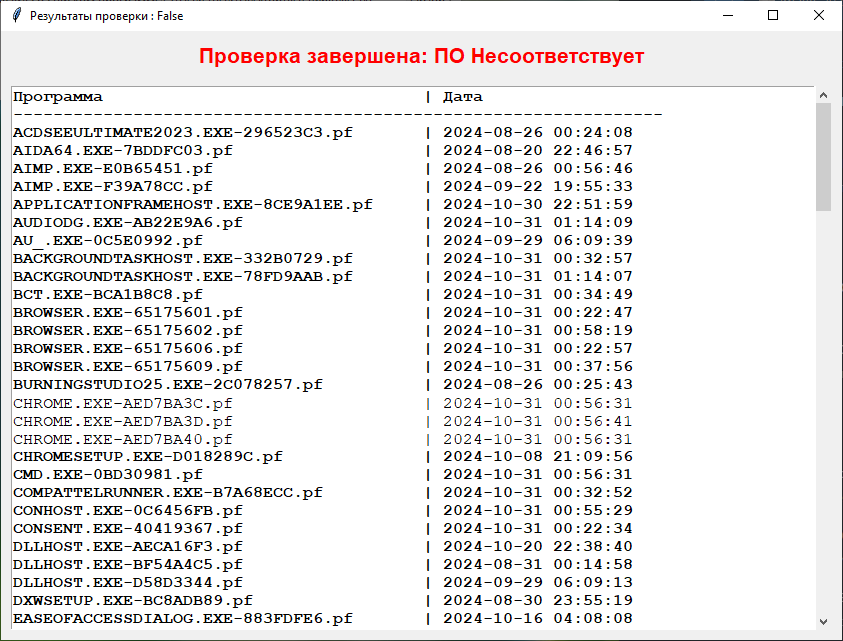 Результаты проверки : False
Проверка завершена: ПО Несоответствует
Программа | Дата
-----------------------------------------------------------------
ACDSEEULTIMATE2023.EXE-296523C3.pf | 2024-08-26 00:24:08
AIDA64.EXE-7BDDFC03.pf | 2024-08-20 22:46:57
AIMP.EXE-E0B65451.pf | 2024-08-26 00:56:46
AIMP.EXE-F39A78CC.pf | 2024-09-22 19:55:33
APPLICATIONFRAMEHOST.EXE-8CE9A1EE.pf | 2024-10-30 22:51:59
AUDIODG.EXE-AB22E9A6.pf | 2024-10-31 01:14:09
AU_.EXE-0C5E0992.pf | 2024-09-29 06:09:39
BACKGROUNDTASKHOST.EXE-332B0729.pf | 2024-10-31 00:32:57
BACKGROUNDTASKHOST.EXE-78FD9AAB.pf | 2024-10-31 01:14:07
BCT.EXE-BCA1B8C8.pf | 2024-10-31 00:34:49
BROWSER.EXE-65175601.pf | 2024-10-31 00:22:47
BROWSER.EXE-65175602.pf | 2024-10-31 00:58:19
BROWSER.EXE-65175606.pf | 2024-10-31 00:22:57
BROWSER.EXE-65175609.pf | 2024-10-31 00:37:56
BURNINGSTUDIO25.EXE-2C078257.pf | 2024-08-26 00:25:43
CHROME.EXE-AED7BA3C.pf | 2024-10-31 00:56:31
CHROME.EXE-AED7BA3D.pf | 2024-10-31 00:56:41
CHROME.EXE-AED7BA40.pf | 2024-10-31 00:56:31
CHROMESETUP.EXE-D018289C.pf | 2024-10-08 21:09:56
CMD.EXE-0BD30981.pf | 2024-10-31 00:56:31
COMPATTELRUNNER.EXE-B7A68ECC.pf | 2024-10-31 00:32:52
CONHOST.EXE-0C6456FB.pf | 2024-10-31 00:55:29
CONSENT.EXE-40419367.pf | 2024-10-31 00:22:34
DLLHOST.EXE-AECA16F3.pf | 2024-10-20 22:38:40
DLLHOST.EXE-BF54A4C5.pf | 2024-08-31 00:14:58
DLLHOST.EXE-D58D3344.pf | 2024-09-29 06:09:13
DXWSETUP.EXE-BC8ADB89.pf | 2024-08-30 23:55:19
EASEOFACCESSDIALOG.EXE-883FDFE6.pf | 2024-10-16 04:08:08